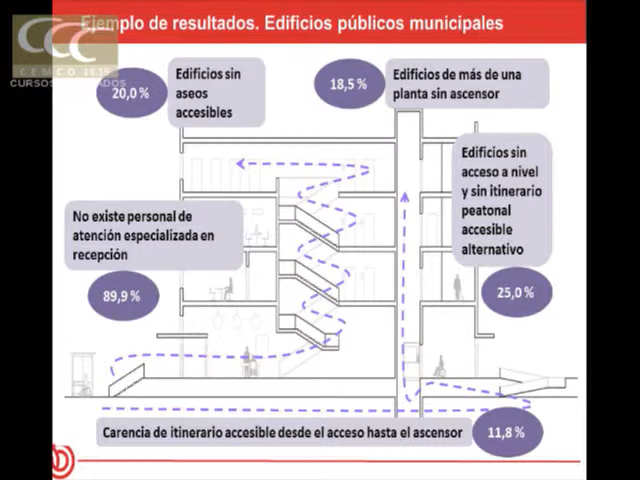 Ejemplo de resultados. Edificios públicos municipales
CCC
CEMCO
20,0 %
Edificios sin
aseos
accesibles
18,5 %
Edificios de más de una
planta sin ascensor
Edificios sin
acceso a nivel
y sin itinerario
peatonal
accesible
alternativo
25,0 %
No existe personal de
atención especializada en
recepción
89,9 %
Carencia de itinerario accesible desde el acceso hasta el ascensor
11,8 %